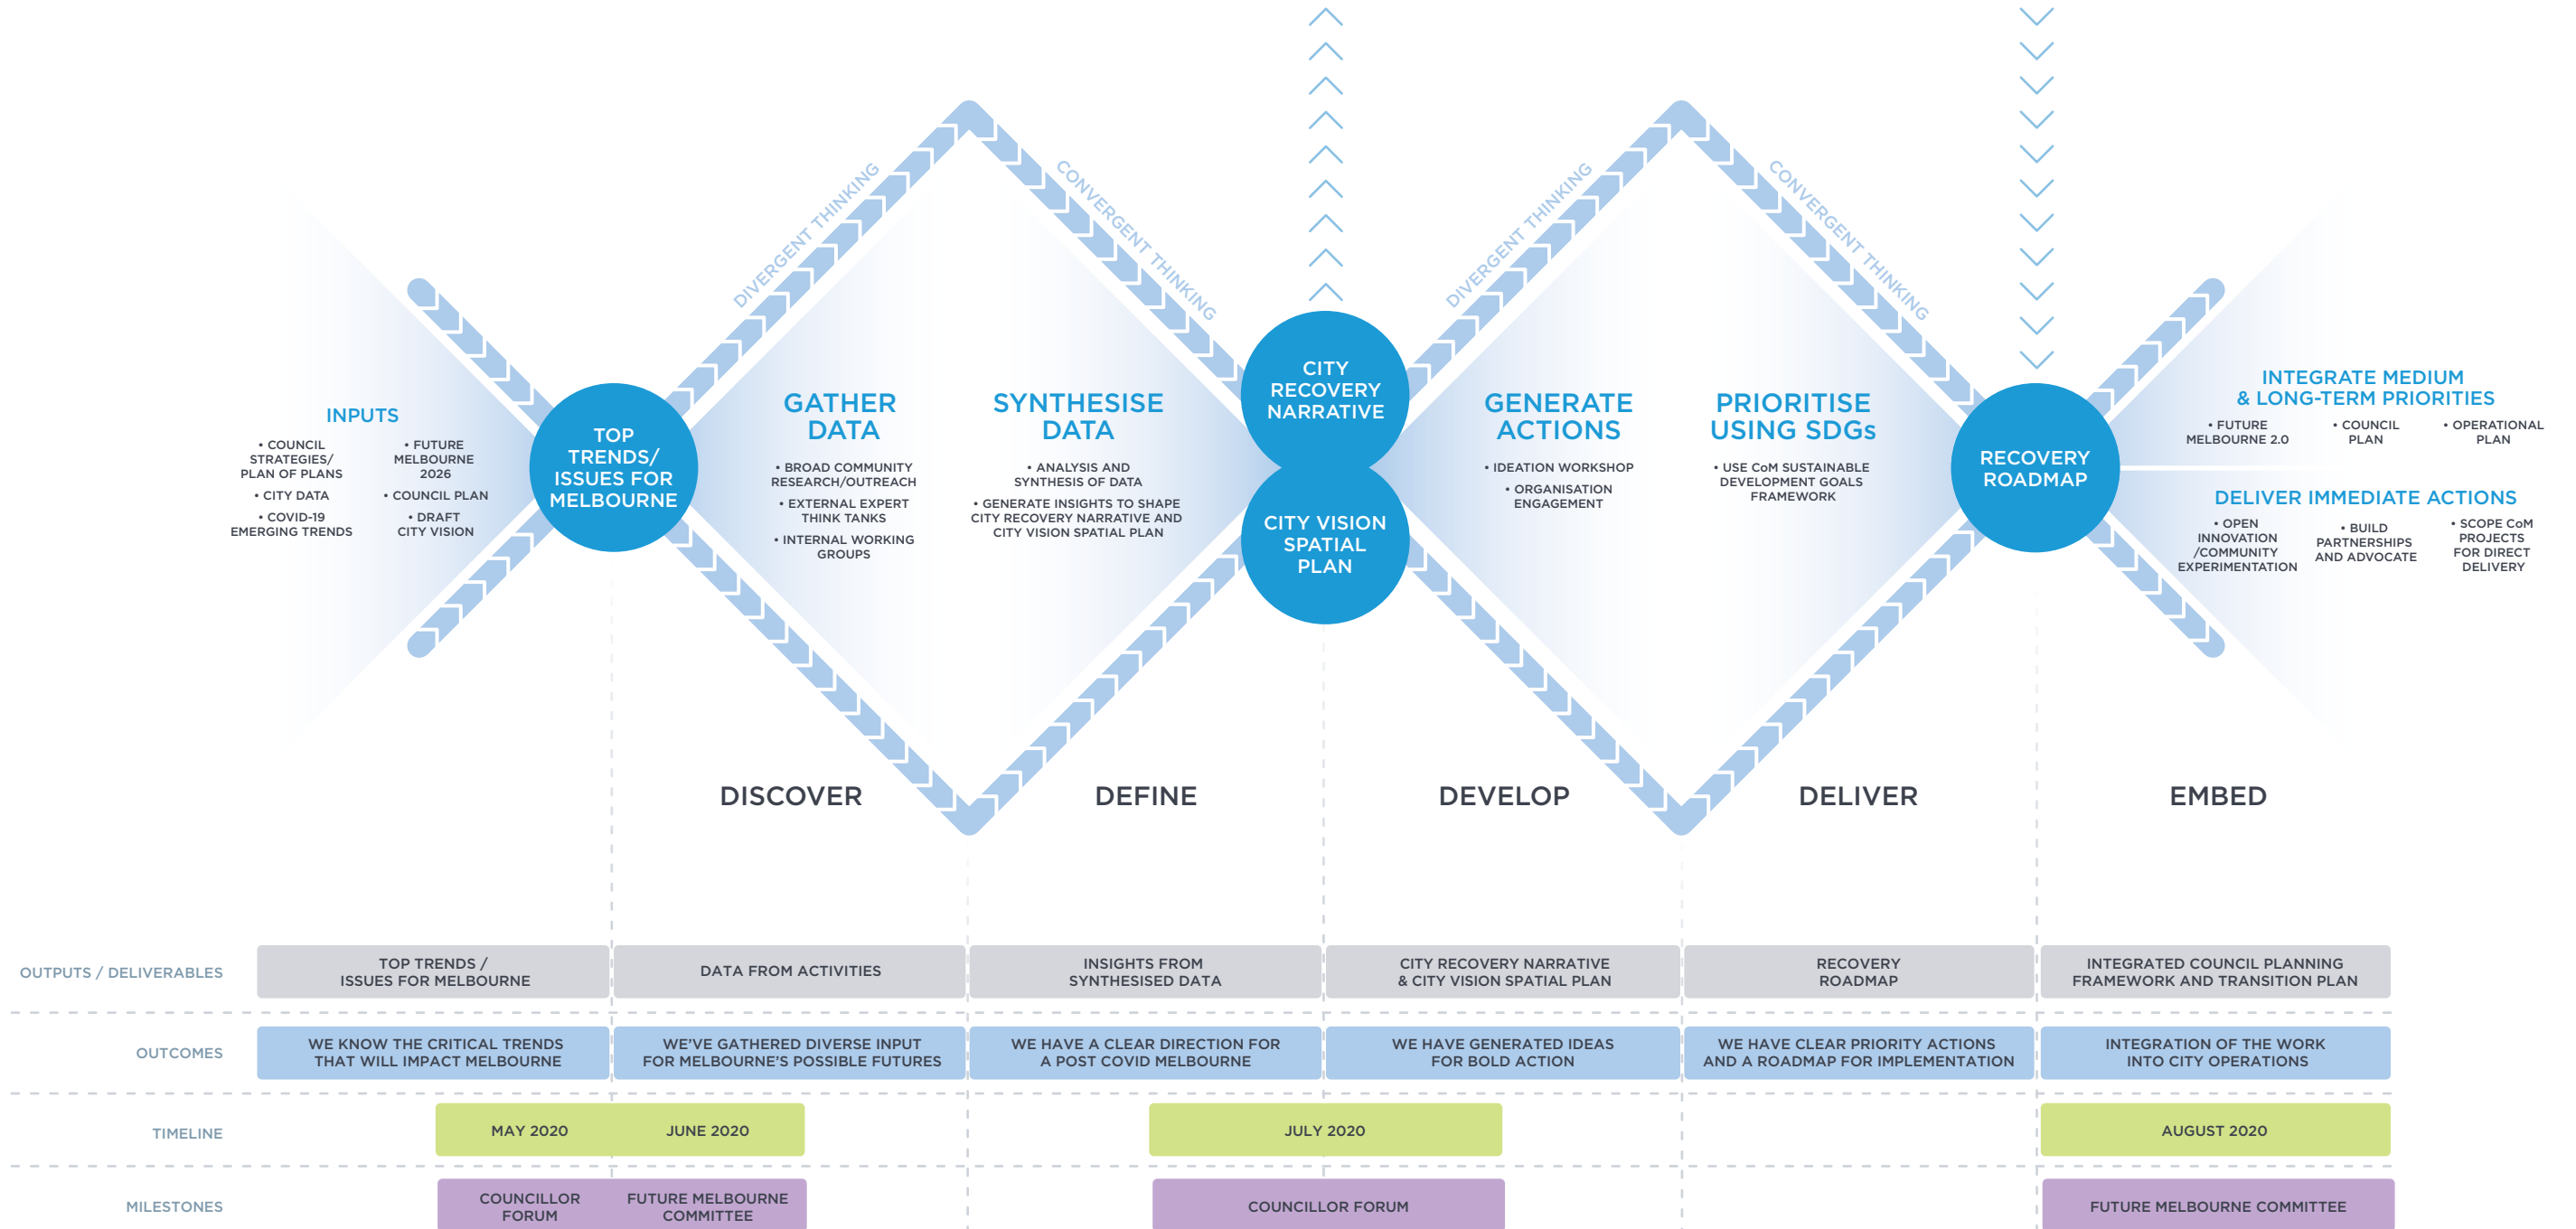 DIVERGENT THINKING
CONVERGENT THINKING
DIVERGENT THINKING
CONVERGENT THINKING
INPUTS
• COUNCIL
STRATEGIES/
PLAN OF PLANS
• CITY DATA
• COVID-19
EMERGING TRENDS
• FUTURE
MELBOURNE
2026
• COUNCIL PLAN
• DRAFT
CITY VISION
TOP
TRENDS/
ISSUES FOR
MELBOURNE
GATHER
DATA
• BROAD COMMUNITY
RESEARCH/OUTREACH
• EXTERNAL EXPERT
THINK TANKS
• INTERNAL WORKING
GROUPS
SYNTHESISE
DATA
• ANALYSIS AND
SYNTHESIS OF DATA
• GENERATE INSIGHTS TO SHAPE
CITY RECOVERY NARRATIVE AND
CITY VISION SPATIAL PLAN
CITY
RECOVERY
NARRATIVE
CITY VISION
SPATIAL
PLAN
GENERATE
ACTIONS
• IDEATION WORKSHOP
• ORGANISATION
ENGAGEMENT
PRIORITISE
USING SDGs
• USE CoM SUSTAINABLE
DEVELOPMENT GOALS
FRAMEWORK
RECOVERY
ROADMAP
INTEGRATE MEDIUM
& LONG-TERM PRIORITIES
• FUTURE
MELBOURNE 2.0
• COUNCIL
PLAN
• OPERATIONAL
PLAN
DELIVER IMMEDIATE ACTIONS
• OPEN
INNOVATION
/COMMUNITY
EXPERIMENTATION
• BUILD
PARTNERSHIPS
AND ADVOCATE
• SCOPE CoM
PROJECTS
FOR DIRECT
DELIVERY
DISCOVER
DEFINE
DEVELOP
DELIVER
EMBED
OUTPUTS / DELIVERABLES
TOP TRENDS /
ISSUES FOR MELBOURNE
DATA FROM ACTIVITIES
INSIGHTS FROM
SYNTHESISED DATA
CITY RECOVERY NARRATIVE
& CITY VISION SPATIAL PLAN
RECOVERY
ROADMAP
INTEGRATED COUNCIL PLANNING
FRAMEWORK AND TRANSITION PLAN
OUTCOMES
WE KNOW THE CRITICAL TRENDS
THAT WILL IMPACT MELBOURNE
WE'VE GATHERED DIVERSE INPUT
FOR MELBOURNE'S POSSIBLE FUTURES
WE HAVE A CLEAR DIRECTION FOR
A POST COVID MELBOURNE
WE HAVE GENERATED IDEAS
FOR BOLD ACTION
WE HAVE CLEAR PRIORITY ACTIONS
AND A ROADMAP FOR IMPLEMENTATION
INTEGRATION OF THE WORK
INTO CITY OPERATIONS
TIMELINE
MAY 2020
JUNE 2020
JULY 2020
AUGUST 2020
MILESTONES
COUNCILLOR
FORUM
FUTURE MELBOURNE
COMMITTEE
COUNCILLOR FORUM
FUTURE MELBOURNE COMMITTEE